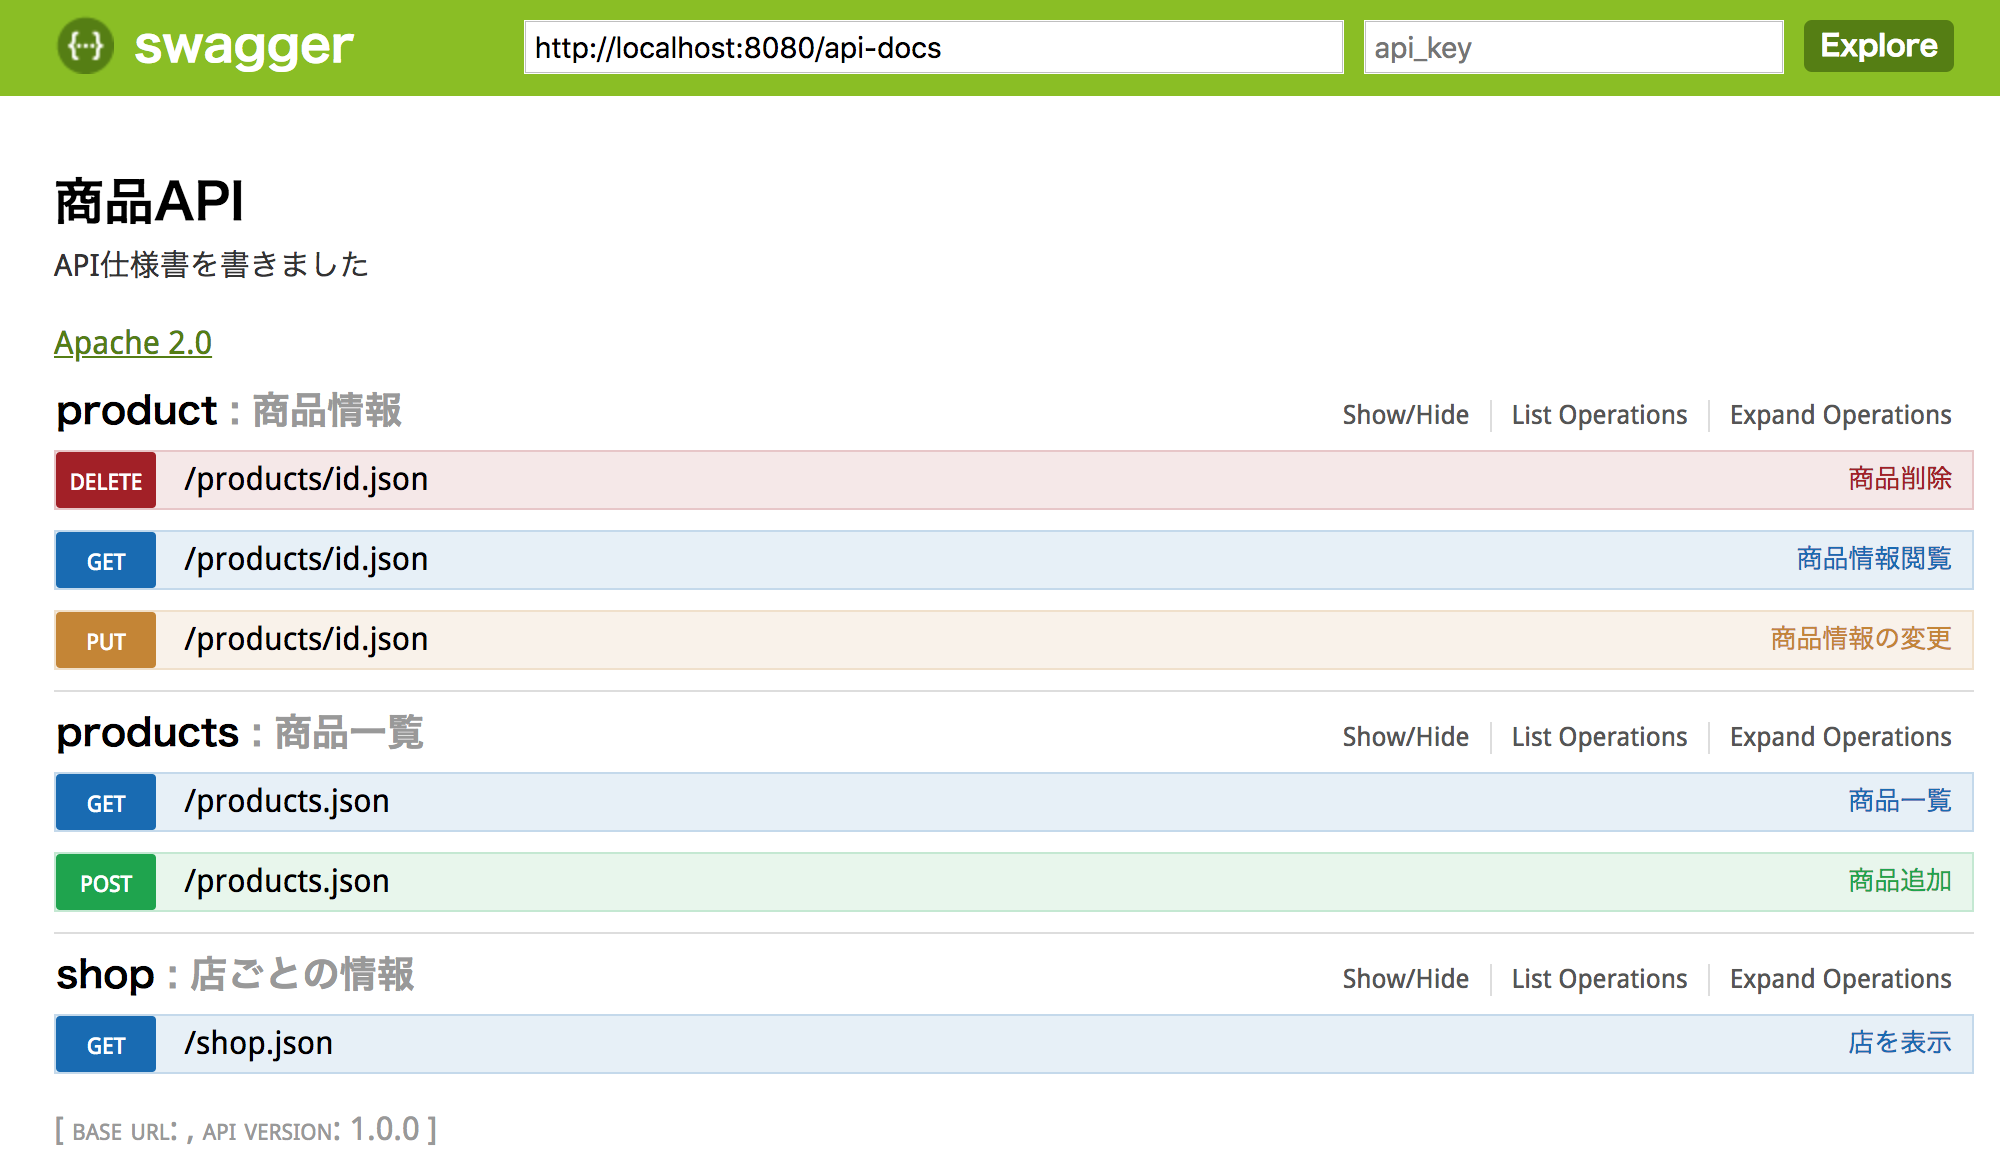 {···} swagger http://localhost:8080/api-docs api_key Explore
商品API
API仕様書を書きました
Apache 2.0
product : 商品情報 Show/Hide List Operations Expand Operations
DELETE /products/id.json 商品削除
GET /products/id.json 商品情報閲覧
PUT /products/id.json 商品情報の変更
products : 商品一覧 Show/Hide List Operations Expand Operations
GET /products.json 商品一覧
POST /products.json 商品追加
shop : 店ごとの情報 Show/Hide List Operations Expand Operations
GET /shop.json 店を表示
[ BASE URL: , API VERSION: 1.0.0 ]